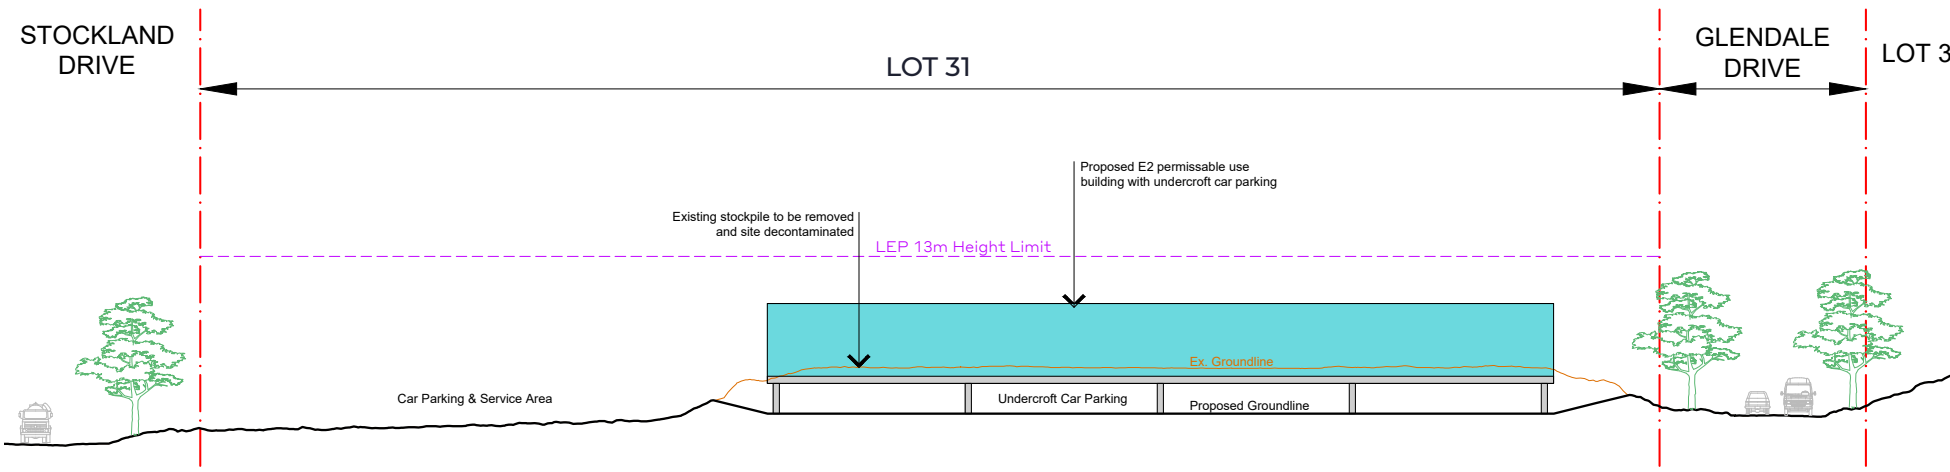 STOCKLAND
DRIVE
LOT 31
GLENDALE
DRIVE
LOT 3
Proposed E2 permissable use
building with undercroft car parking
Existing stockpile to be removed
and site decontaminated
LEP 13m Height Limit
Ex. Groundline
Car Parking & Service Area
Undercroft Car Parking
Proposed Groundline